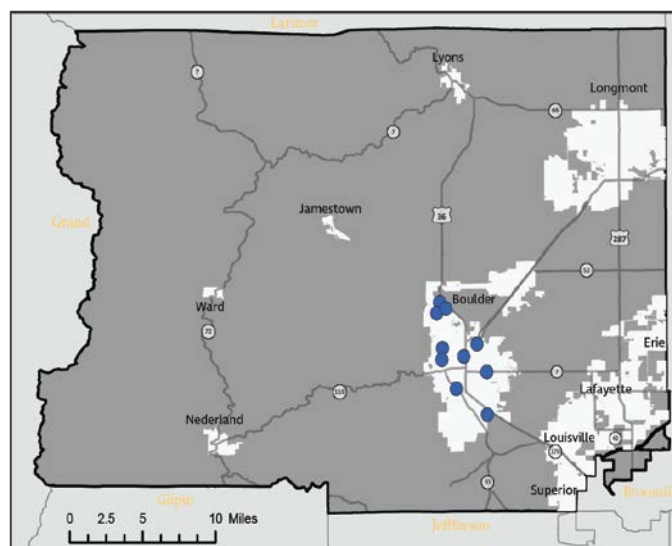 Larimer
Lyons
Longmont
7
66
7
Jamestown
36
Grand
287
52
Boulder
Ward
72
Erie
7
Lafayette
119
Nederland
Louisville
42
170
93
Superior
Gilpin
Jefferson
0 2.5 5 10 Miles